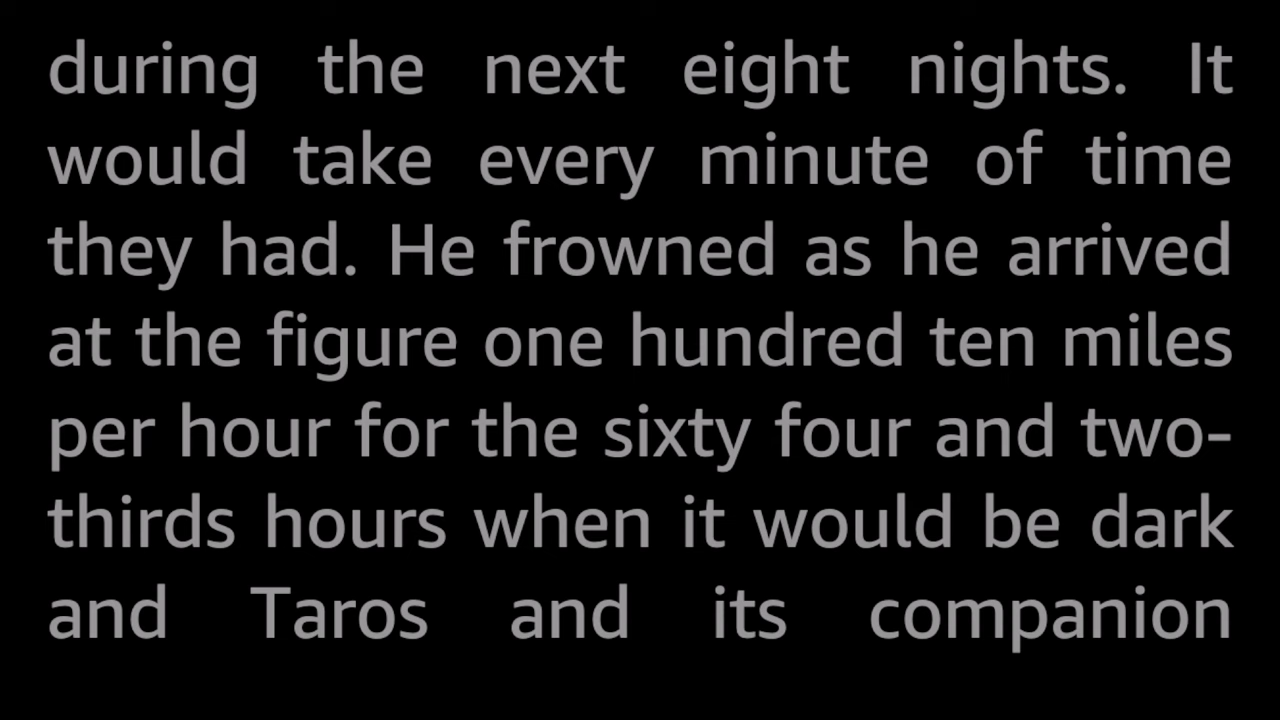 during the next eight nights. It
would take every minute of time
they had. He frowned as he arrived
at the figure one hundred ten miles
per hour for the sixty four and two-
thirds hours when it would be dark
and Taros and its companion